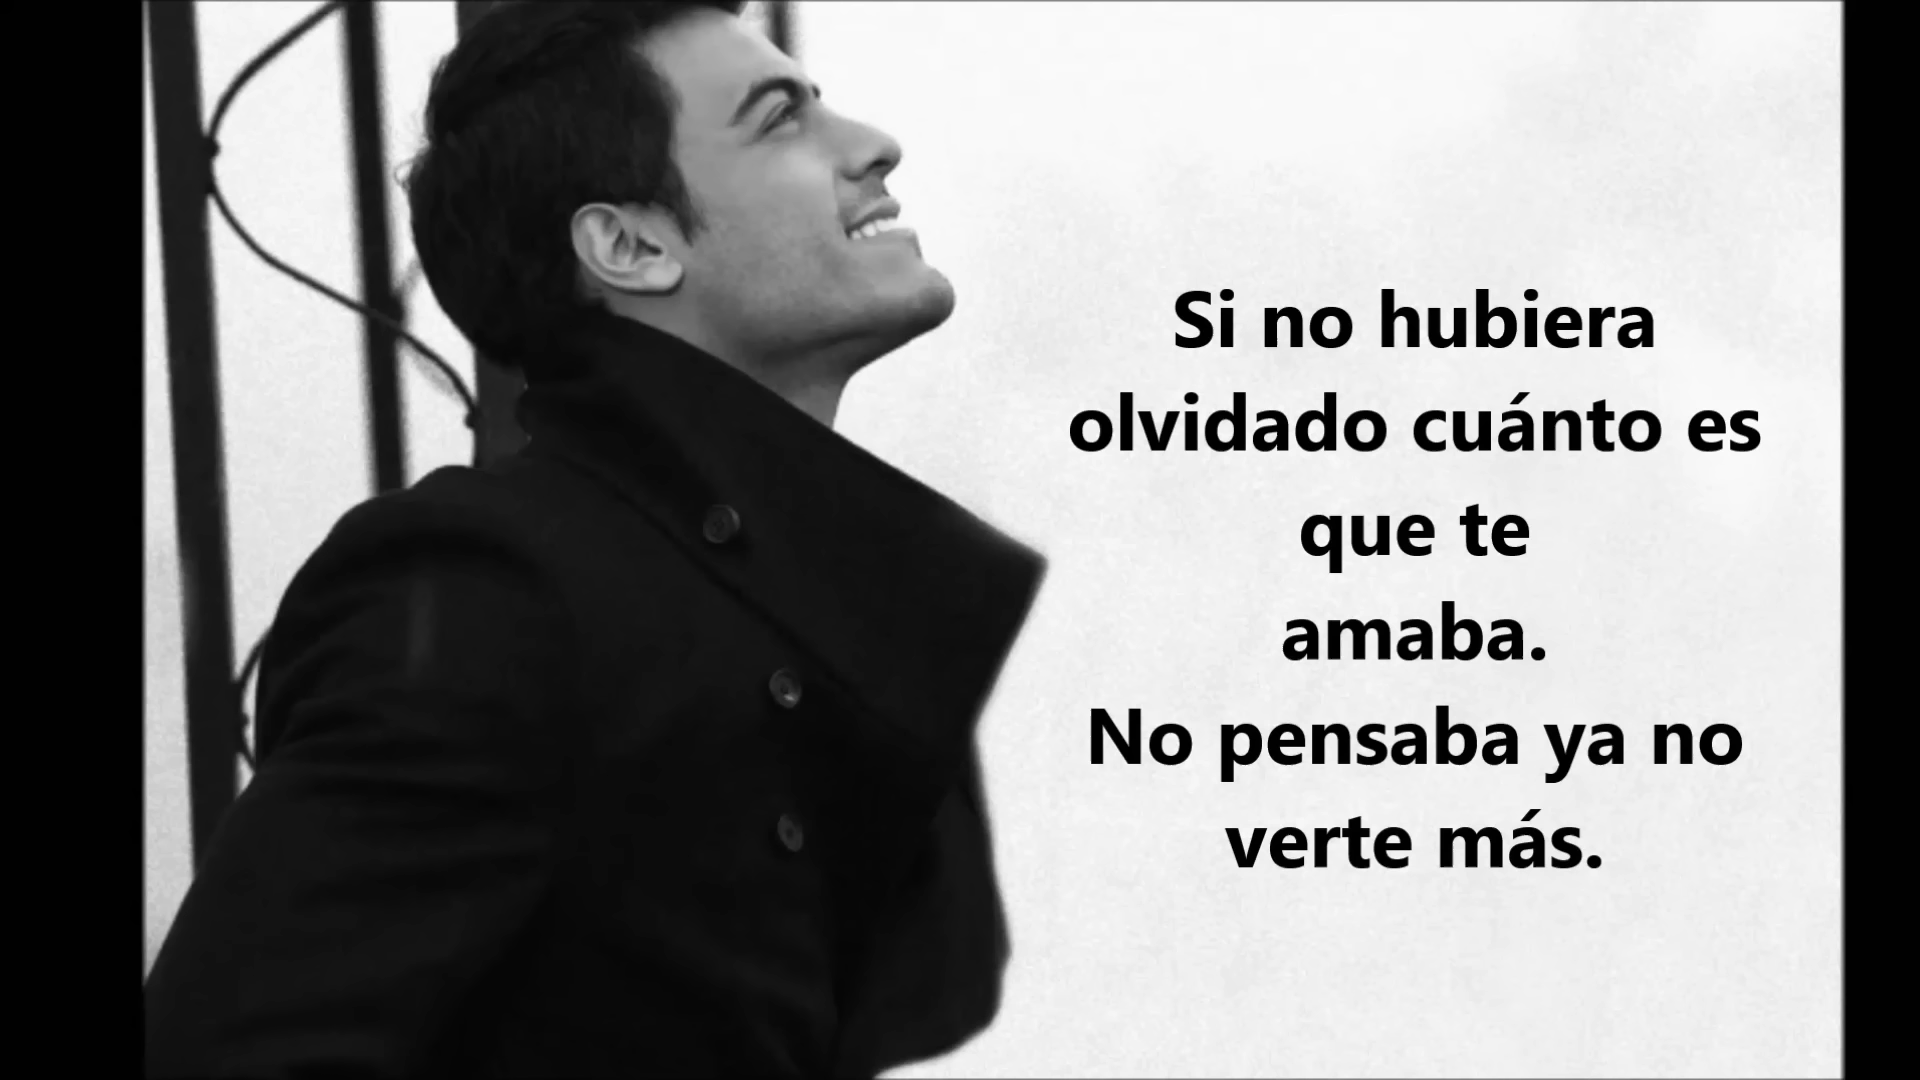 Si no hubiera
olvidado cuánto es
que te
amaba.
No pensaba ya no
verte más.